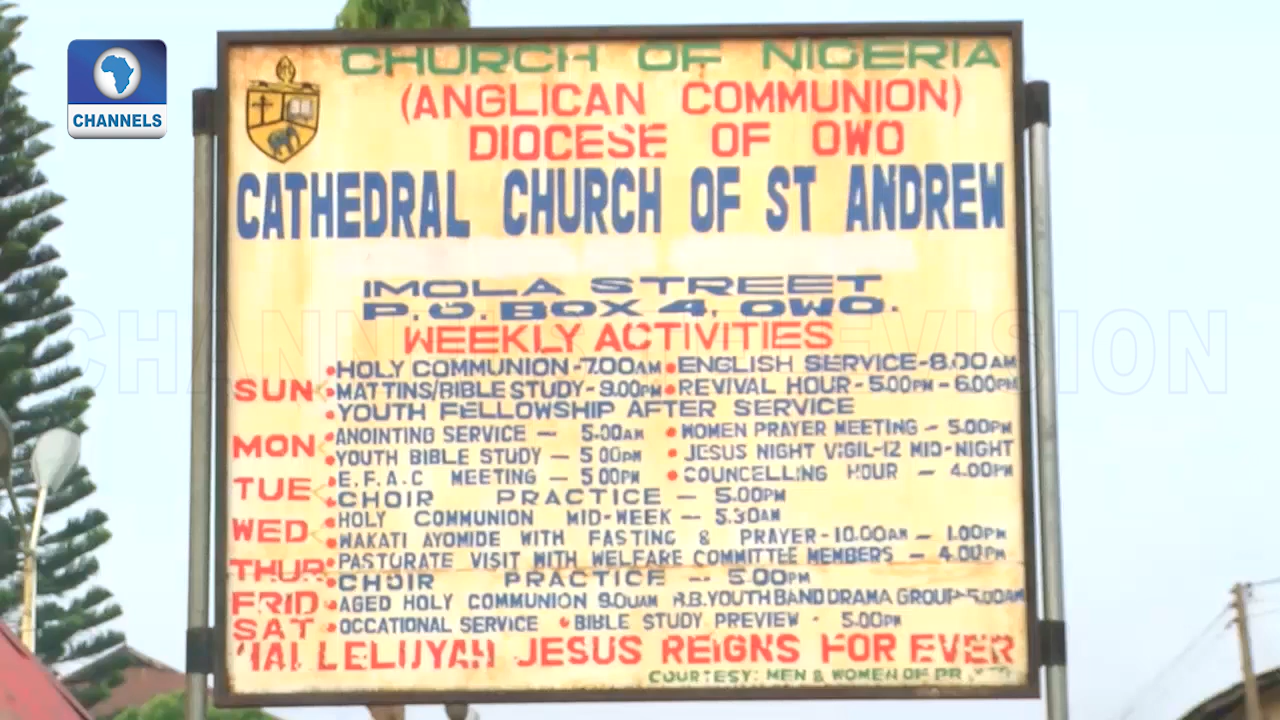 CHANNELS
CHURCH OF NIGERIA
(ANGLICAN COMMUNION)
DIOCESE OF OWO
CATHEDRAL CHURCH OF ST ANDREW
IMOLA STREET
P.O. BOX 4, OWO.
WEEKLY ACTIVITIES
SUN
•HOLY COMMUNION-7.00AM •ENGLISH SERVICE-8.00AM
•MATTINS/BIBLE STUDY-9.00PM •REVIVAL HOUR-5.00PM-6.00PM
•YOUTH FELLOWSHIP AFTER SERVICE
MON
•ANOINTING SERVICE — 5.00AM •WOMEN PRAYER MEETING - 5.00PM
•YOUTH BIBLE STUDY — 5.00PM •JESUS NIGHT VIGIL-12 MID-NIGHT
TUE
•E.F.A.C MEETING — 5.00PM •COUNCELLING HOUR — 4.00PM
•CHOIR PRACTICE — 5.00PM
WED
•HOLY COMMUNION MID-WEEK — 5.30AM
•WAKATI AYOMIDE WITH FASTING & PRAYER-10.00AM — 1.00PM
THUR
•PASTORATE VISIT WITH WELFARE COMMITTEE MEMBERS — 4.00PM
•CHOIR PRACTICE — 5.00PM
FRID
•AGED HOLY COMMUNION 9.00AM R.B.YOUTH BAND DRAMA GROUP-5.00AM
SAT
•OCCATIONAL SERVICE •BIBLE STUDY PREVIEW - 5.00PM
HALLELUYAH JESUS REIGNS FOR EVER
COURTESY: MEN & WOMEN OF
CHANNELS TELEVISION